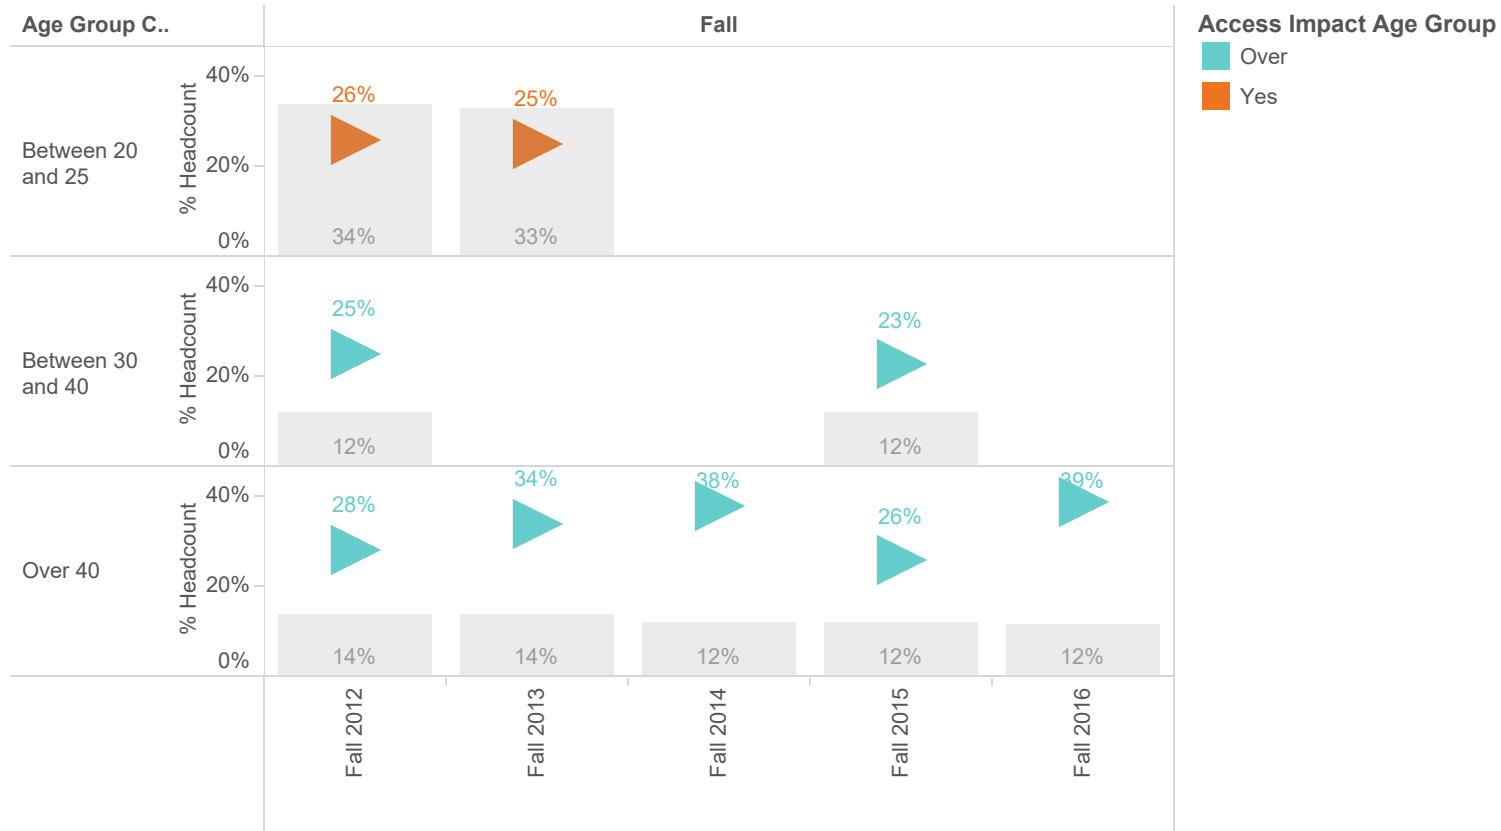 Age Group C..
Fall
Access Impact Age Group
Over
Yes
Between 20
and 25
% Headcount
40%
20%
0%
26%
25%
34%
33%
Between 30
and 40
% Headcount
40%
20%
0%
25%
23%
12%
12%
Over 40
% Headcount
40%
20%
0%
28%
34%
38%
26%
39%
14%
14%
12%
12%
12%
Fall 2012
Fall 2013
Fall 2014
Fall 2015
Fall 2016